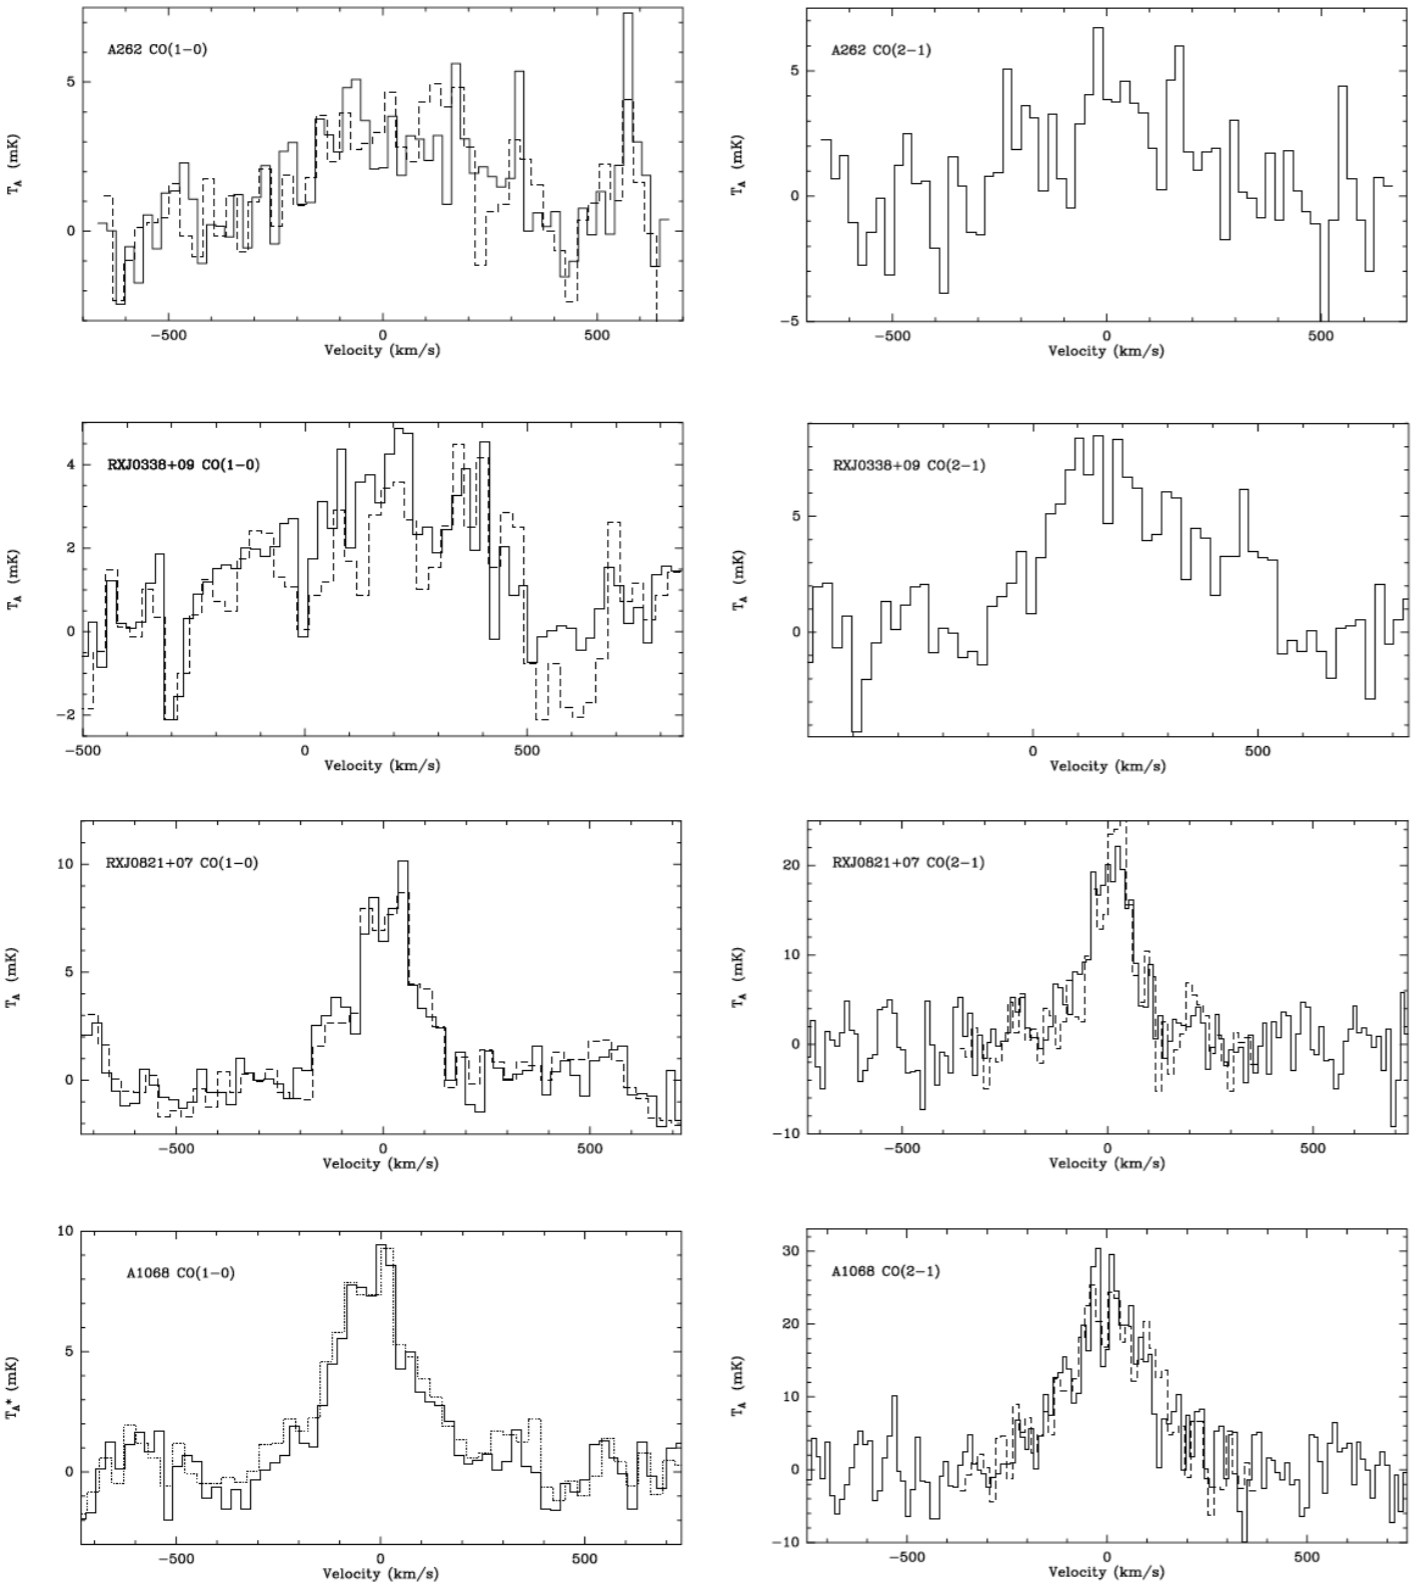 A262 CO(1−0)
5
0
T_A (mK)
−500 0 500
Velocity (km/s)
A262 CO(2−1)
5
0
−5
T_A (mK)
−500 0 500
Velocity (km/s)
RXJ0338+09 CO(1−0)
4
2
0
−2
T_A (mK)
−500 0 500
Velocity (km/s)
RXJ0338+09 CO(2−1)
5
0
T_A (mK)
0 500
Velocity (km/s)
RXJ0821+07 CO(1−0)
10
5
0
T_A (mK)
−500 0 500
Velocity (km/s)
RXJ0821+07 CO(2−1)
20
10
0
−10
T_A (mK)
−500 0 500
Velocity (km/s)
A1068 CO(1−0)
10
5
0
T_A* (mK)
−500 0 500
Velocity (km/s)
A1068 CO(2−1)
30
20
10
0
−10
T_A (mK)
−500 0 500
Velocity (km/s)